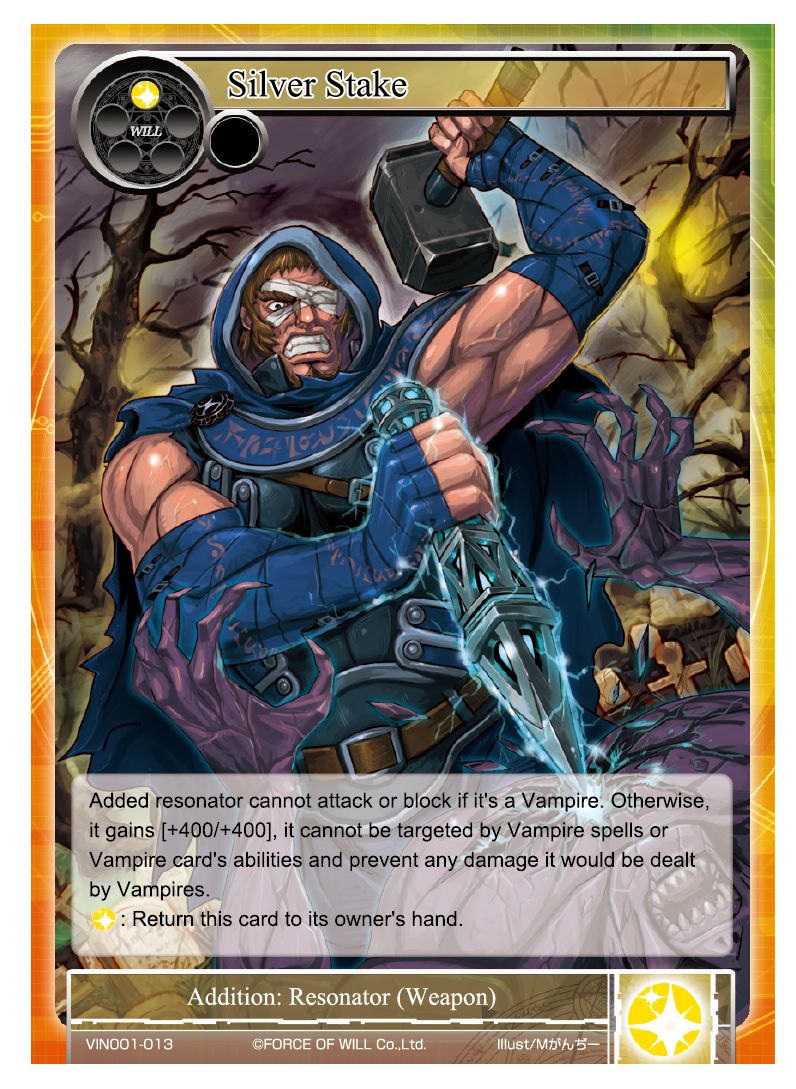 Silver Stake
WILL
Added resonator cannot attack or block if it's a Vampire. Otherwise,
it gains [+400/+400], it cannot be targeted by Vampire spells or
Vampire card's abilities and prevent any damage it would be dealt
by Vampires.
: Return this card to its owner's hand.
Addition: Resonator (Weapon)
VIN001-013 ©FORCE OF WILL Co.,Ltd. Illust/Mがんぢー